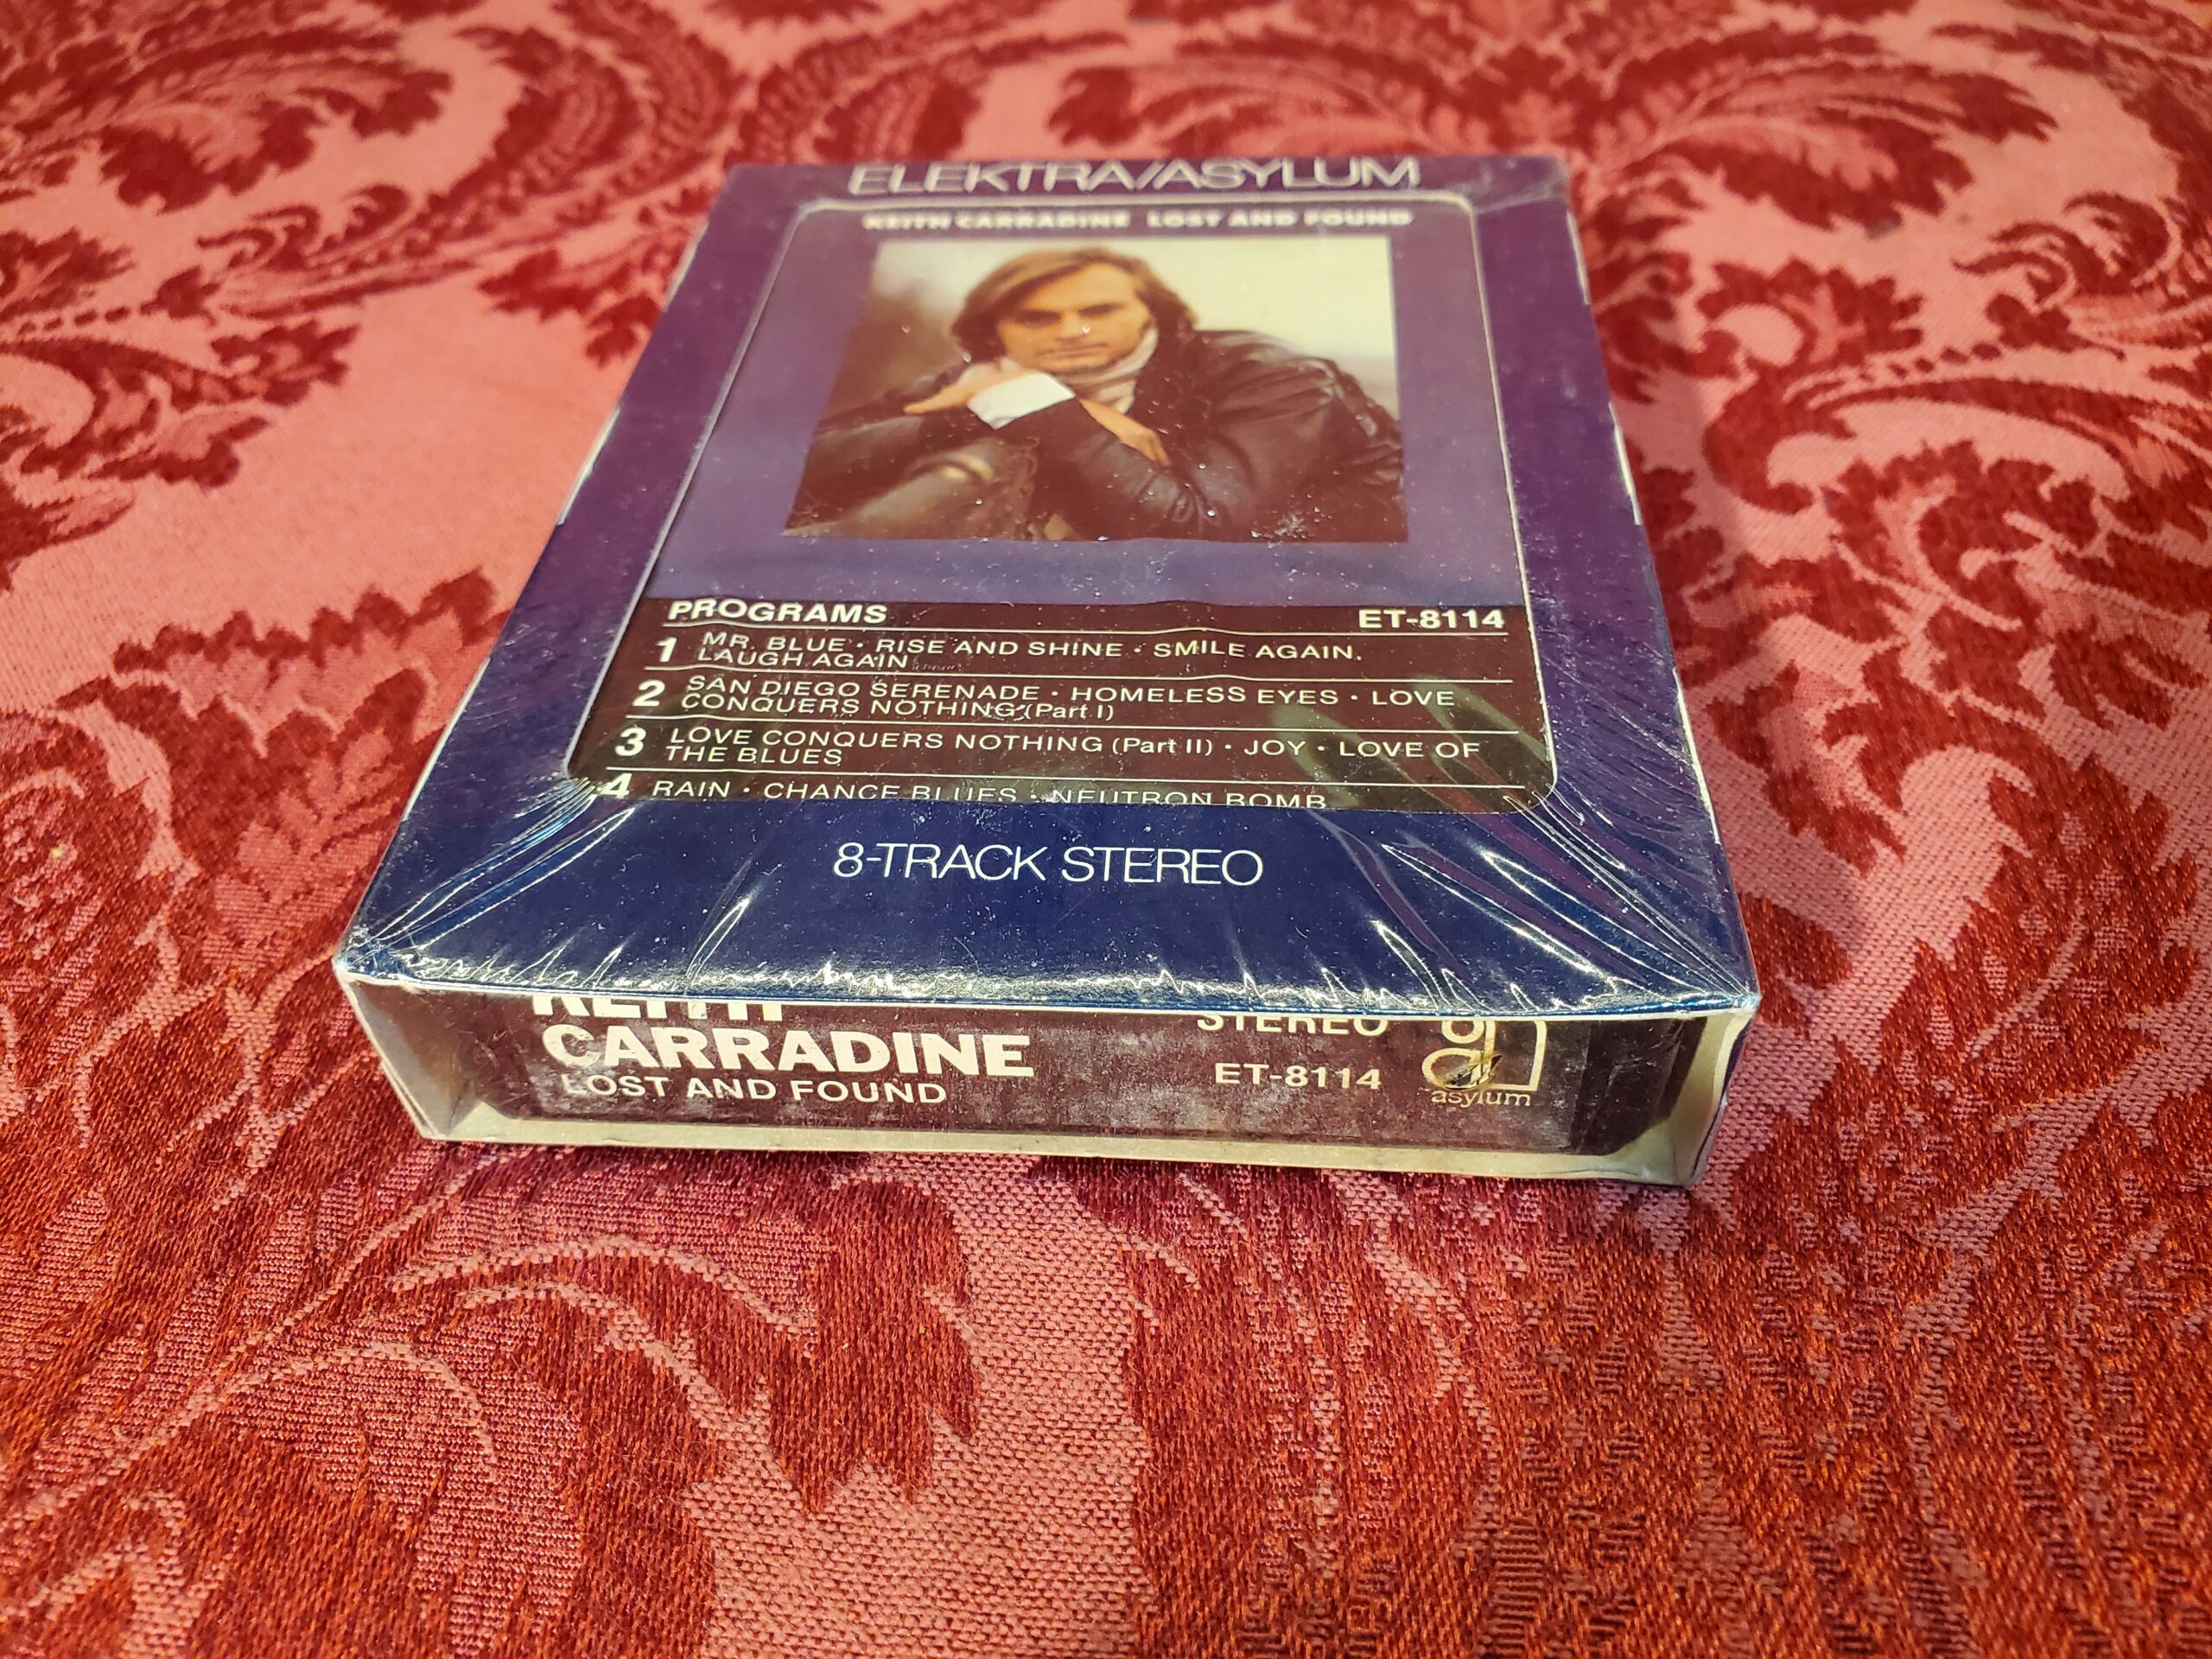 ELEKTRA/ASYLUM
KEITH CARRADINE LOST AND FOUND
PROGRAMS ET-8114
1 MR. BLUE • RISE AND SHINE • SMILE AGAIN,
LAUGH AGAIN
2 SAN DIEGO SERENADE • HOMELESS EYES • LOVE
CONQUERS NOTHING (Part I)
3 LOVE CONQUERS NOTHING (Part II) • JOY • LOVE OF
THE BLUES
4 RAIN • CHANCE BLUES • NEUTRON BOMB
8-TRACK STEREO
KEITH
CARRADINE
LOST AND FOUND
STEREO
ET-8114
asylum